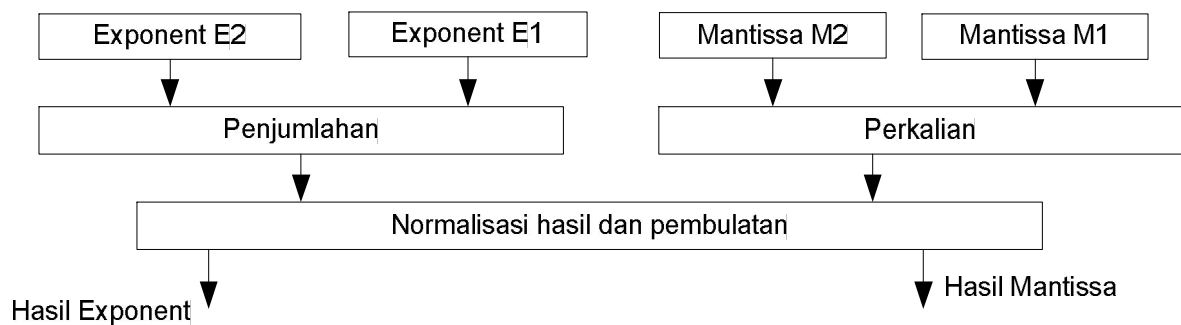 Exponent E2
Exponent E1
Mantissa M2
Mantissa M1
Penjumlahan
Perkalian
Normalisasi hasil dan pembulatan
Hasil Exponent
Hasil Mantissa